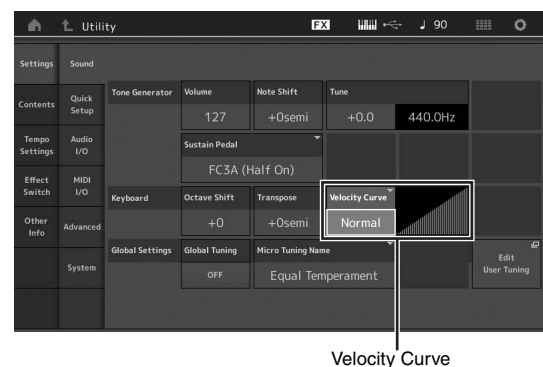 Utility
FX
90
Settings
Sound
Contents
Quick
Setup
Tempo
Settings
Audio
I/O
Effect
Switch
MIDI
I/O
Other
Info
Advanced
System
Tone Generator
Volume
127
Note Shift
+0semi
Tune
+0.0
440.0Hz
Sustain Pedal
FC3A (Half On)
Keyboard
Octave Shift
+0
Transpose
+0semi
Velocity Curve
Normal
Global Settings
Global Tuning
OFF
Micro Tuning Name
Equal Temperament
Edit
User Tuning
Velocity Curve